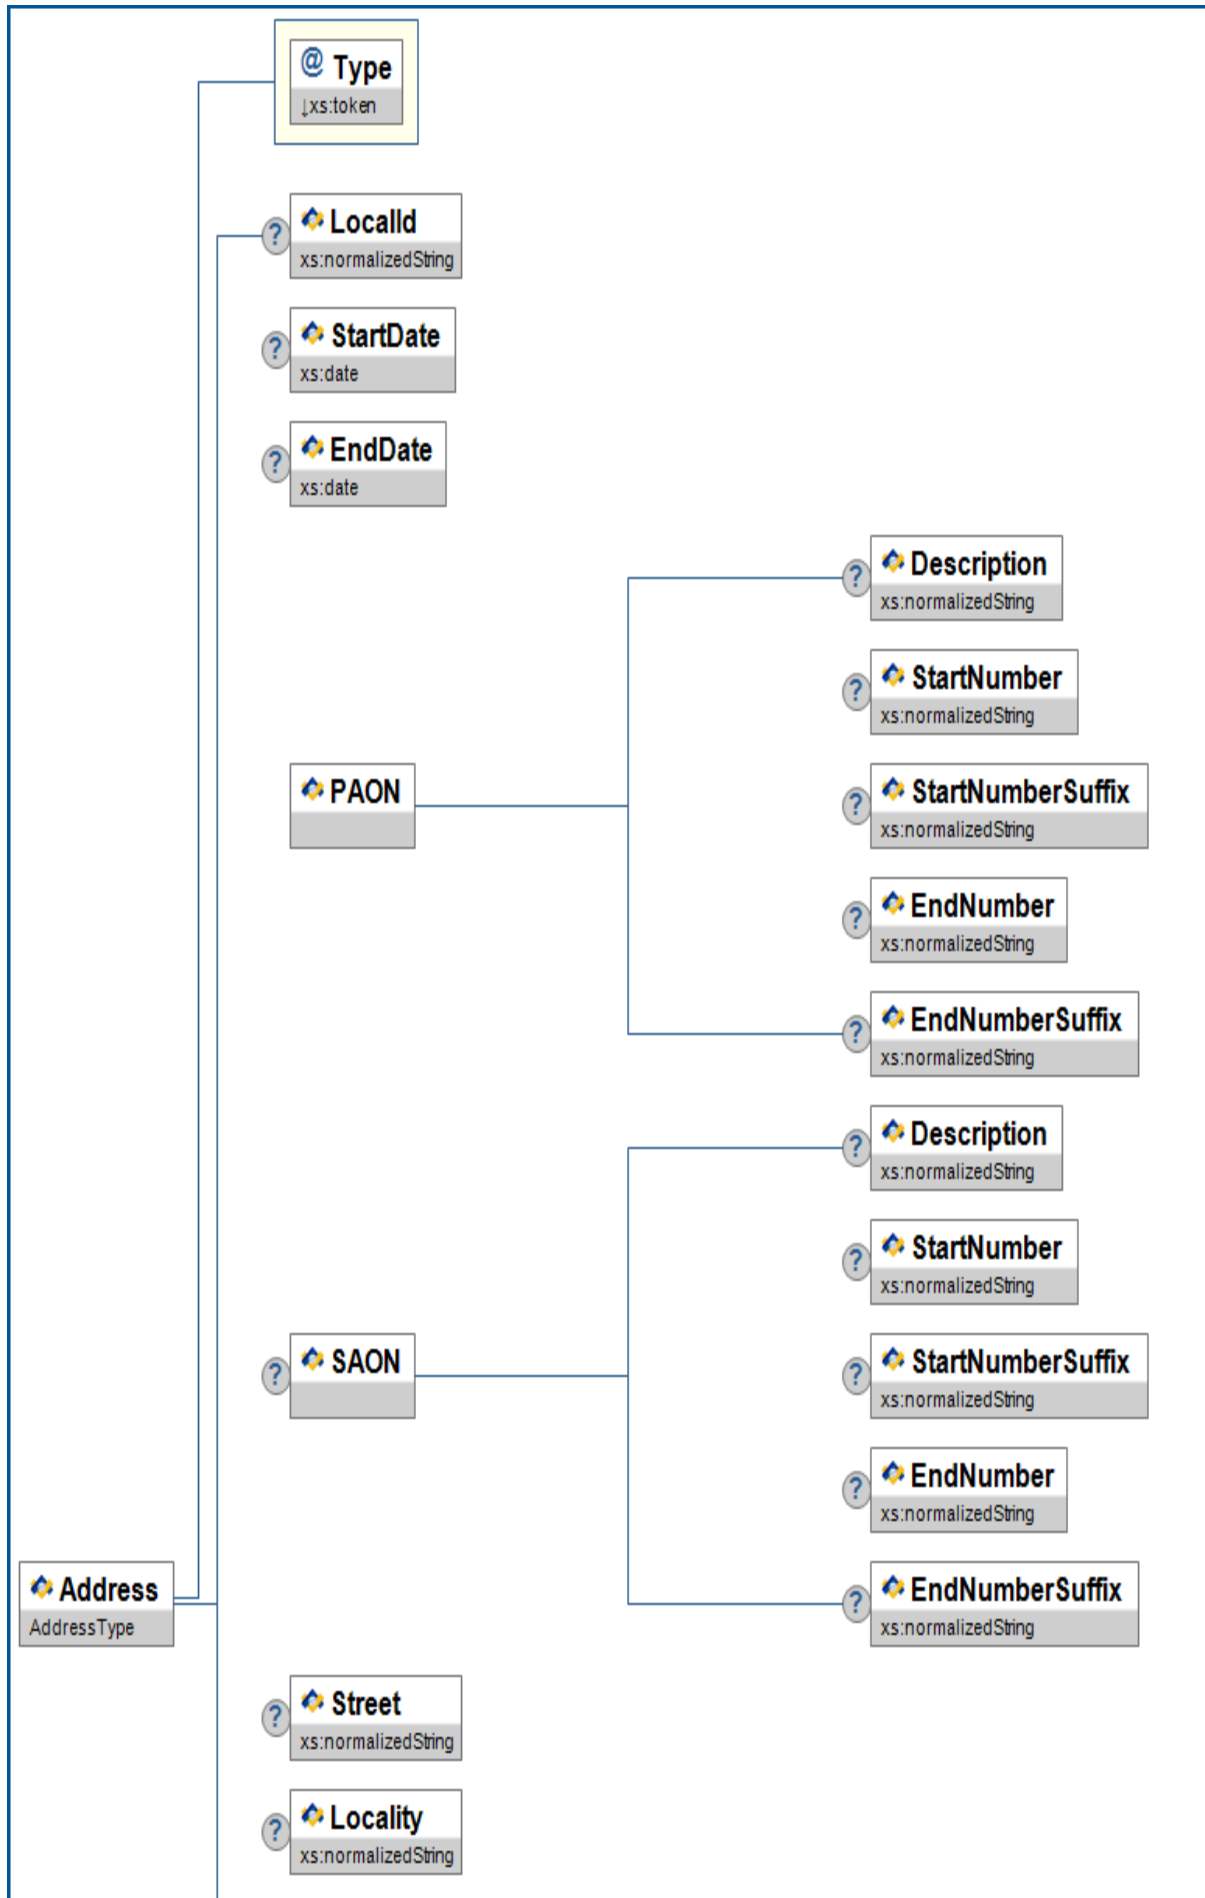 @ Type
↓xs:token
? LocalId
xs:normalizedString
? StartDate
xs:date
? EndDate
xs:date
? Description
xs:normalizedString
? StartNumber
xs:normalizedString
PAON
? StartNumberSuffix
xs:normalizedString
? EndNumber
xs:normalizedString
? EndNumberSuffix
xs:normalizedString
? Description
xs:normalizedString
? StartNumber
xs:normalizedString
? SAON
? StartNumberSuffix
xs:normalizedString
? EndNumber
xs:normalizedString
Address
AddressType
? EndNumberSuffix
xs:normalizedString
? Street
xs:normalizedString
? Locality
xs:normalizedString